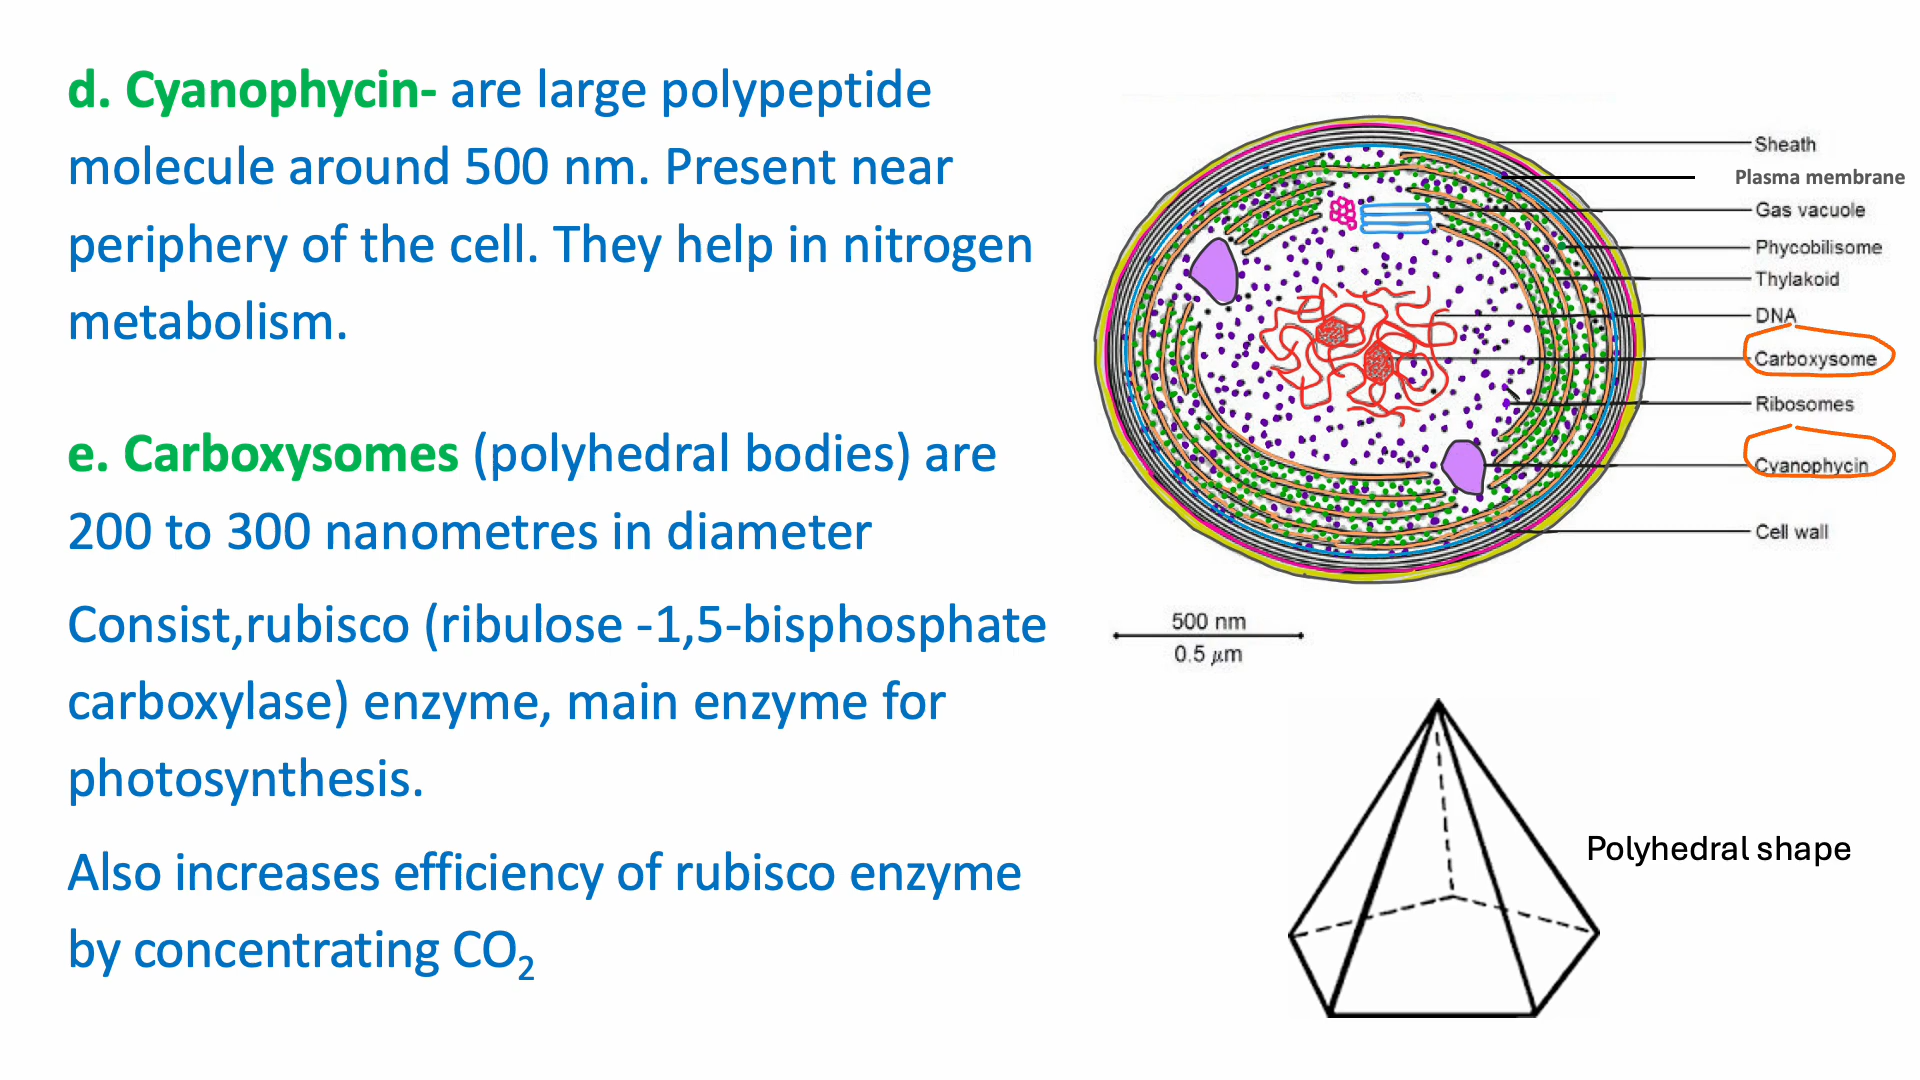 d. Cyanophycin- are large polypeptide
molecule around 500 nm. Present near
periphery of the cell. They help in nitrogen
metabolism.
e. Carboxysomes (polyhedral bodies) are
200 to 300 nanometres in diameter
Consist,rubisco (ribulose -1,5-bisphosphate
carboxylase) enzyme, main enzyme for
photosynthesis.
Also increases efficiency of rubisco enzyme
by concentrating CO₂
Sheath
Plasma membrane
Gas vacuole
Phycobilisome
Thylakoid
DNA
Carboxysome
Ribosomes
Cyanophycin
Cell wall
500 nm
0.5 μm
Polyhedral shape